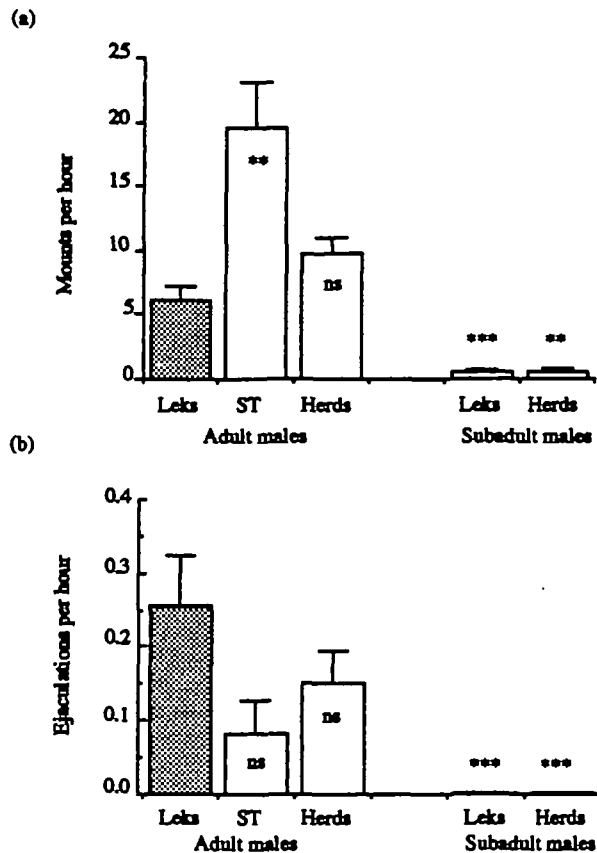 (a)
25
20
15
10
5
0
Mounts per hour
**
ns
***
**
Leks ST Herds Leks Herds
Adult males Subadult males
(b)
0.4
0.3
0.2
0.1
0.0
Ejaculations per hour
ns
ns
***
***
Leks ST Herds Leks Herds
Adult males Subadult males